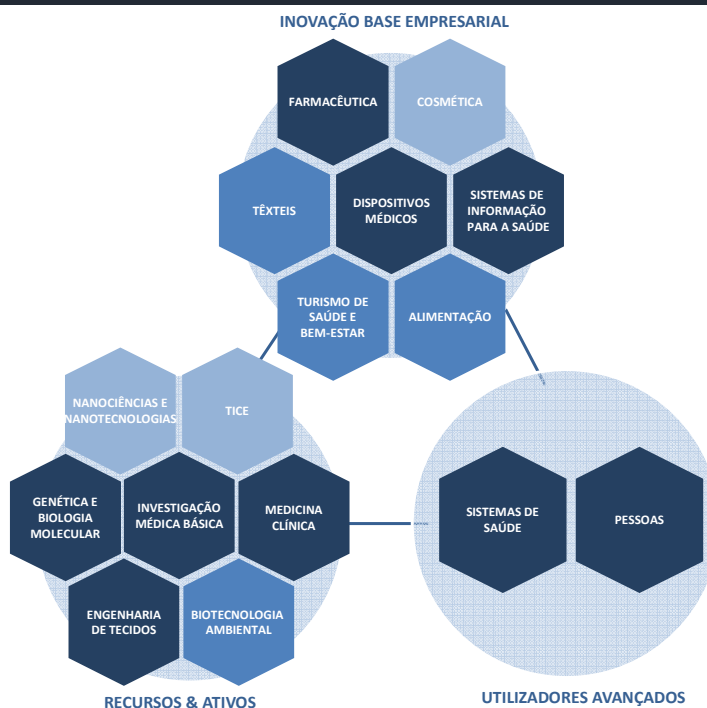 INOVAÇÃO BASE EMPRESARIAL
FARMACÊUTICA
COSMÉTICA
TÊXTEIS
DISPOSITIVOS
MÉDICOS
SISTEMAS DE
INFORMAÇÃO
PARA A SAÚDE
TURISMO DE
SAÚDE E
BEM-ESTAR
ALIMENTAÇÃO
NANOCIÊNCIAS E
NANOTECNOLOGIAS
TICE
GENÉTICA E
BIOLOGIA
MOLECULAR
INVESTIGAÇÃO
MÉDICA BÁSICA
MEDICINA
CLÍNICA
ENGENHARIA
DE TECIDOS
BIOTECNOLOGIA
AMBIENTAL
RECURSOS & ATIVOS
SISTEMAS DE
SAÚDE
PESSOAS
UTILIZADORES AVANÇADOS